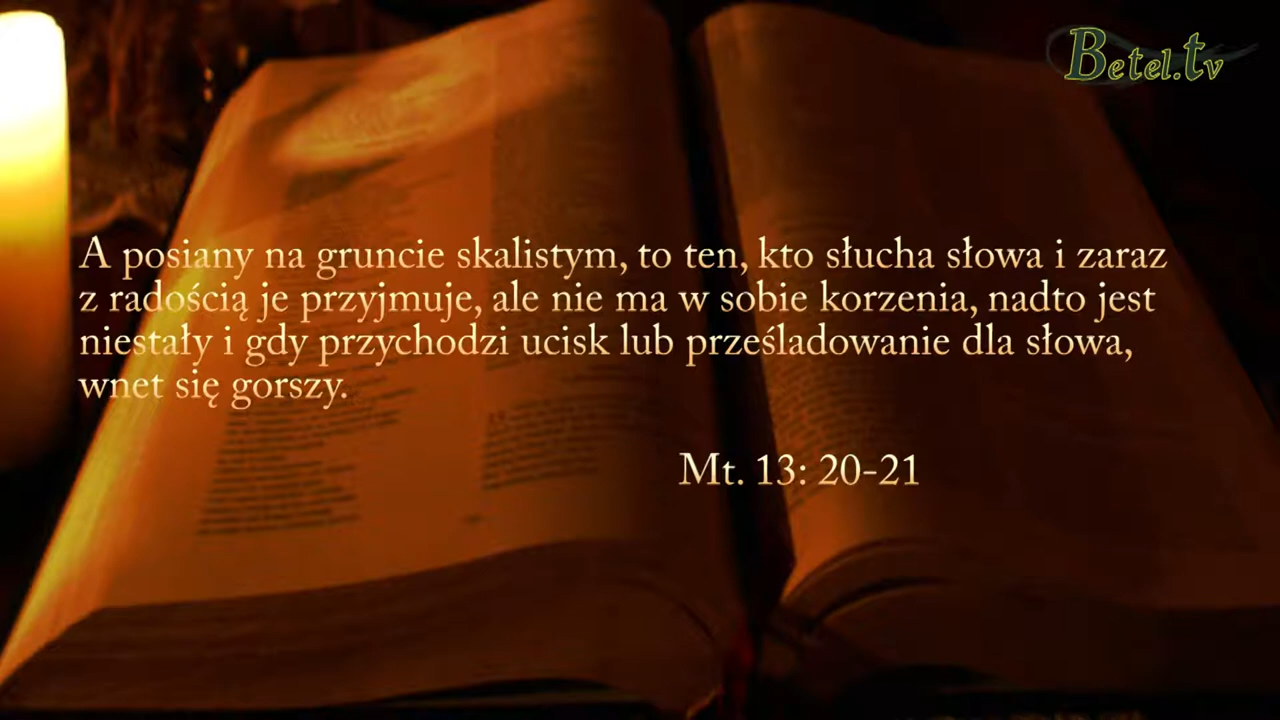 Betel.tv
A posiany na gruncie skalistym, to ten, kto słucha słowa i zaraz
z radością je przyjmuje, ale nie ma w sobie korzenia, nadto jest
niestały i gdy przychodzi ucisk lub prześladowanie dla słowa,
wnet się gorszy.
Mt. 13: 20-21